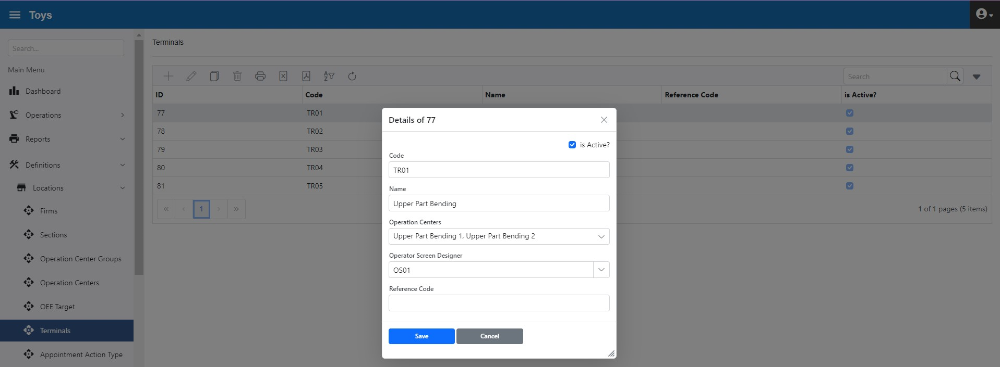 Toys
Search...
Main Menu
Dashboard
Operations
Reports
Definitions
Locations
Firms
Sections
Operation Center Groups
Operation Centers
OEE Target
Terminals
Appointment Action Type
Terminals
Search
ID Code Name Reference Code is Active?
77 TR01
78 TR02
79 TR03
80 TR04
81 TR05
« ‹ 1 › »
1 of 1 pages (5 items)
Details of 77
is Active?
Code
TR01
Name
Upper Part Bending
Operation Centers
Upper Part Bending 1, Upper Part Bending 2
Operator Screen Designer
OS01
Reference Code
Save Cancel